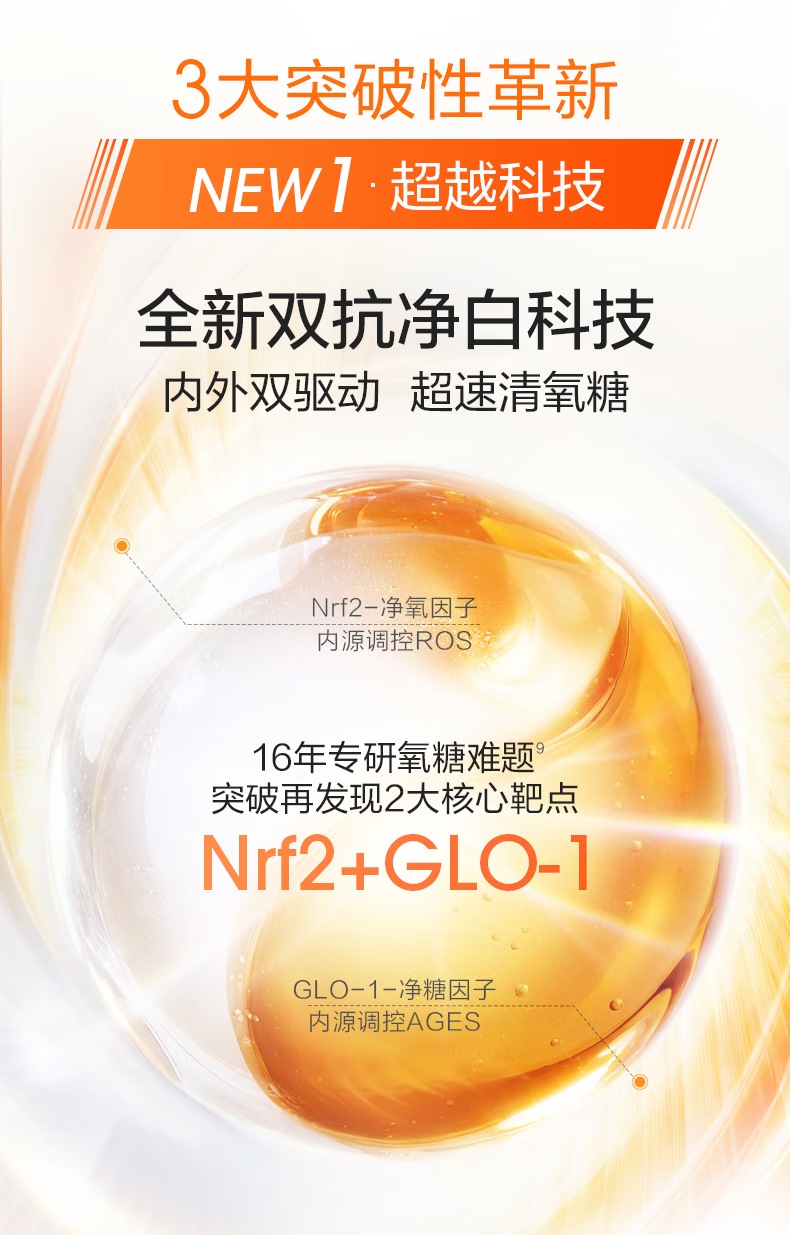 3大突破性革新
NEW 1·超越科技
全新双抗净白科技
内外双驱动 超速清氧糖
Nrf2-净氧因子
内源调控ROS
16年专研氧糖难题9
突破再发现2大核心靶点
Nrf2+GLO-1
GLO-1-净糖因子
内源调控AGES